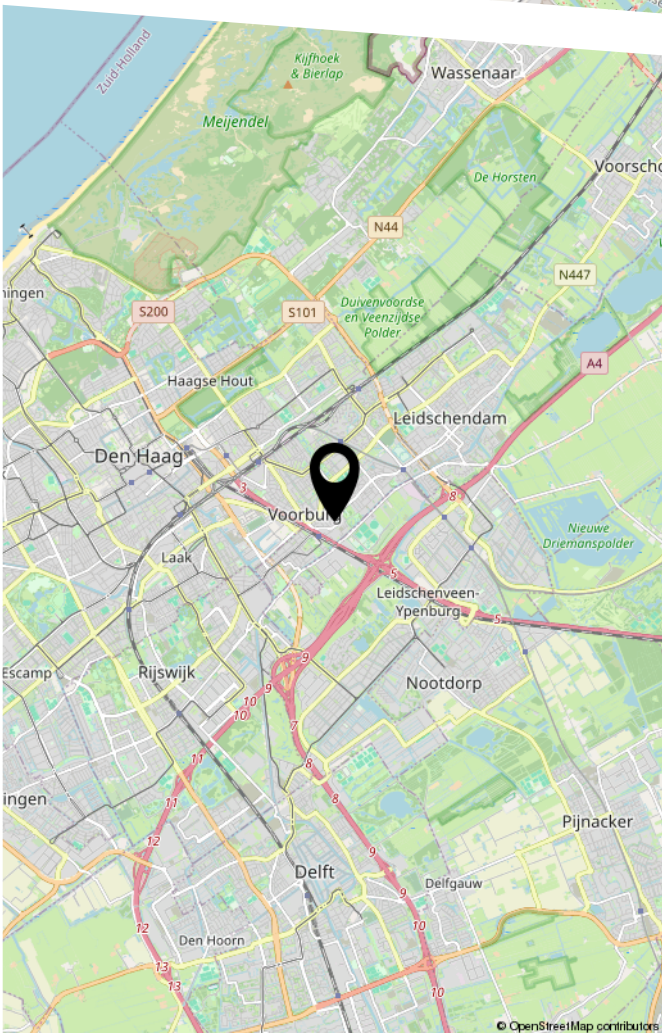 Zuid-Holland
Kijfhoek
& Bierlap
Wassenaar
Meijendel
De Horsten
Voorscho
N44
N447
ningen
S200
S101
Duivenvoordse
en Veenzijdse
Polder
A4
Haagse Hout
Leidschendam
Den Haag
3
8
Voorburg
Nieuwe
Driemanspolder
Laak
5
Leidschenveen-
Ypenburg
5
9
Escamp
Rijswijk
9
Nootdorp
10
10
7
11
8
ningen
11
8
Pijnacker
12
9
Delft
9
Delfgauw
12
10
Den Hoorn
13
13
10
© OpenStreetMap contributors